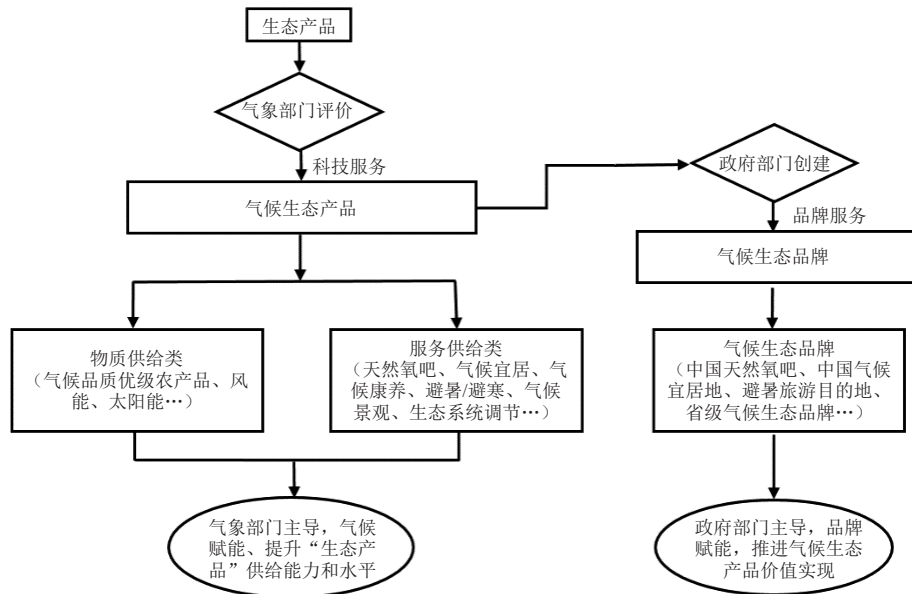 生态产品
气象部门评价
科技服务
气候生态产品
物质供给类
（气候品质优级农产品、风
能、太阳能…）
服务供给类
（天然氧吧、气候宜居、气
候康养、避暑/避寒、气候
景观、生态系统调节…）
气象部门主导，气候
赋能、提升“生态产
品”供给能力和水平
政府部门创建
品牌服务
气候生态品牌
气候生态品牌
（中国天然氧吧、中国气候
宜居地、避暑旅游目的地、
省级气候生态品牌…）
政府部门主导，品牌
赋能，推进气候生态
产品价值实现